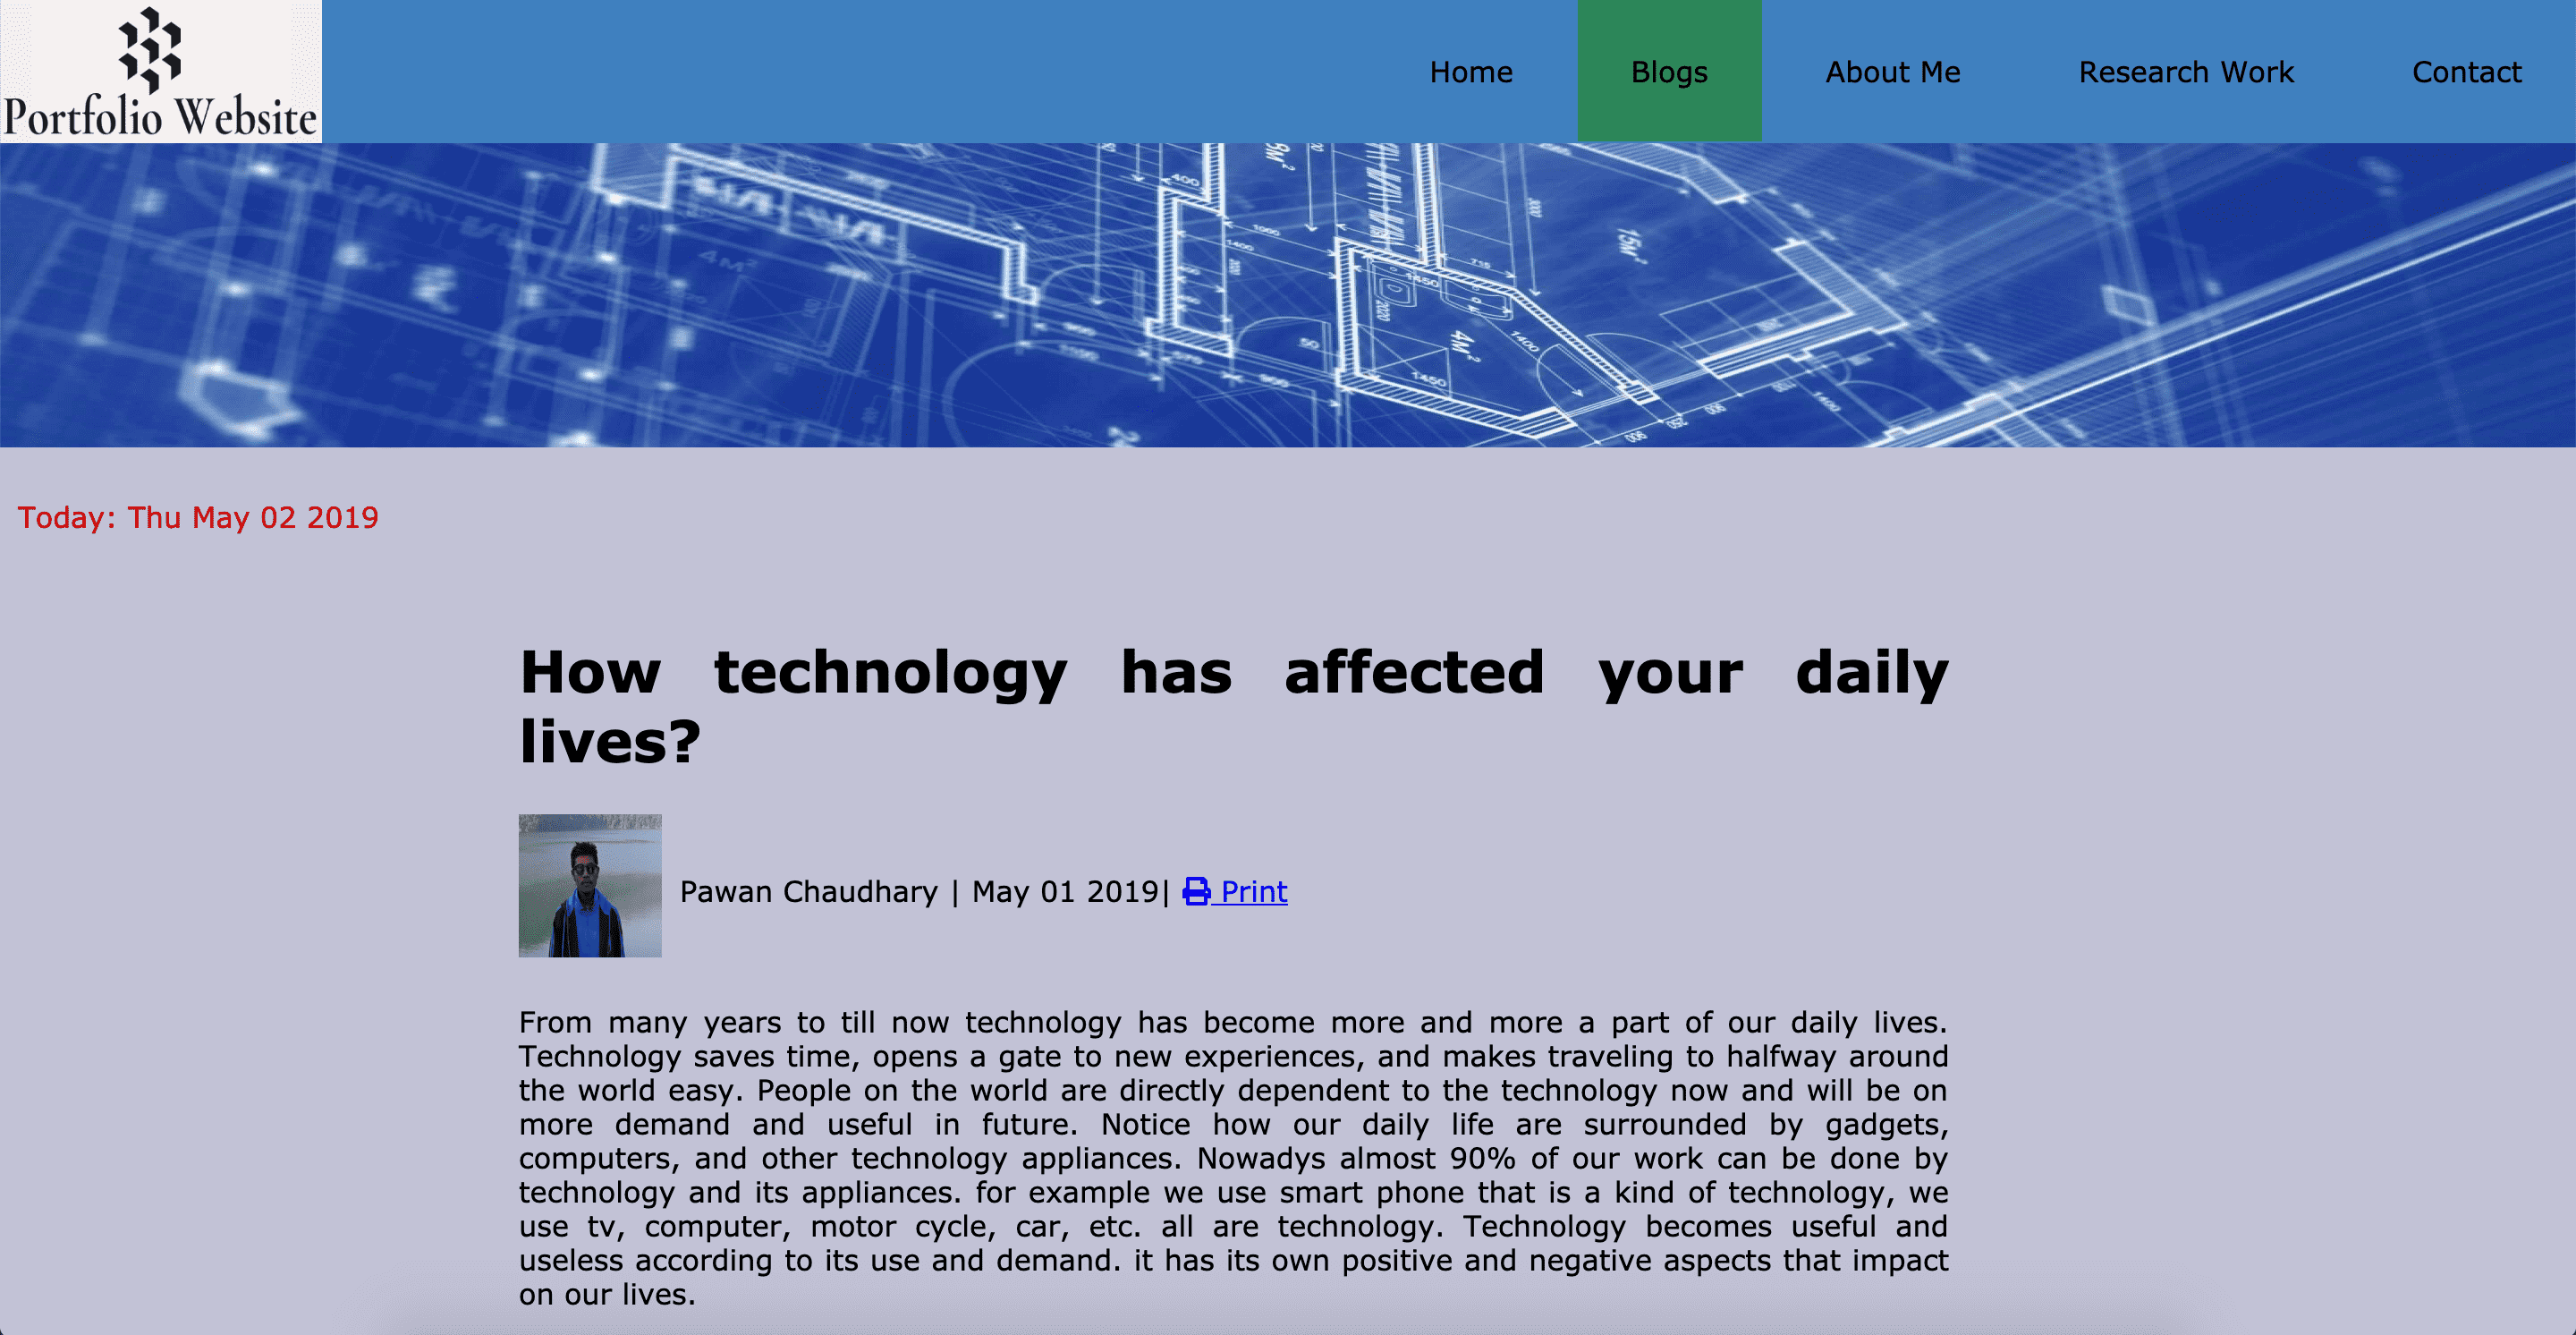 Portfolio Website
Home Blogs About Me Research Work Contact
400
15M²
4M²
1400
1450
Today: Thu May 02 2019
How technology has affected your daily
lives?
Pawan Chaudhary | May 01 2019| Print
From many years to till now technology has become more and more a part of our daily lives.
Technology saves time, opens a gate to new experiences, and makes traveling to halfway around
the world easy. People on the world are directly dependent to the technology now and will be on
more demand and useful in future. Notice how our daily life are surrounded by gadgets,
computers, and other technology appliances. Nowadys almost 90% of our work can be done by
technology and its appliances. for example we use smart phone that is a kind of technology, we
use tv, computer, motor cycle, car, etc. all are technology. Technology becomes useful and
useless according to its use and demand. it has its own positive and negative aspects that impact
on our lives.